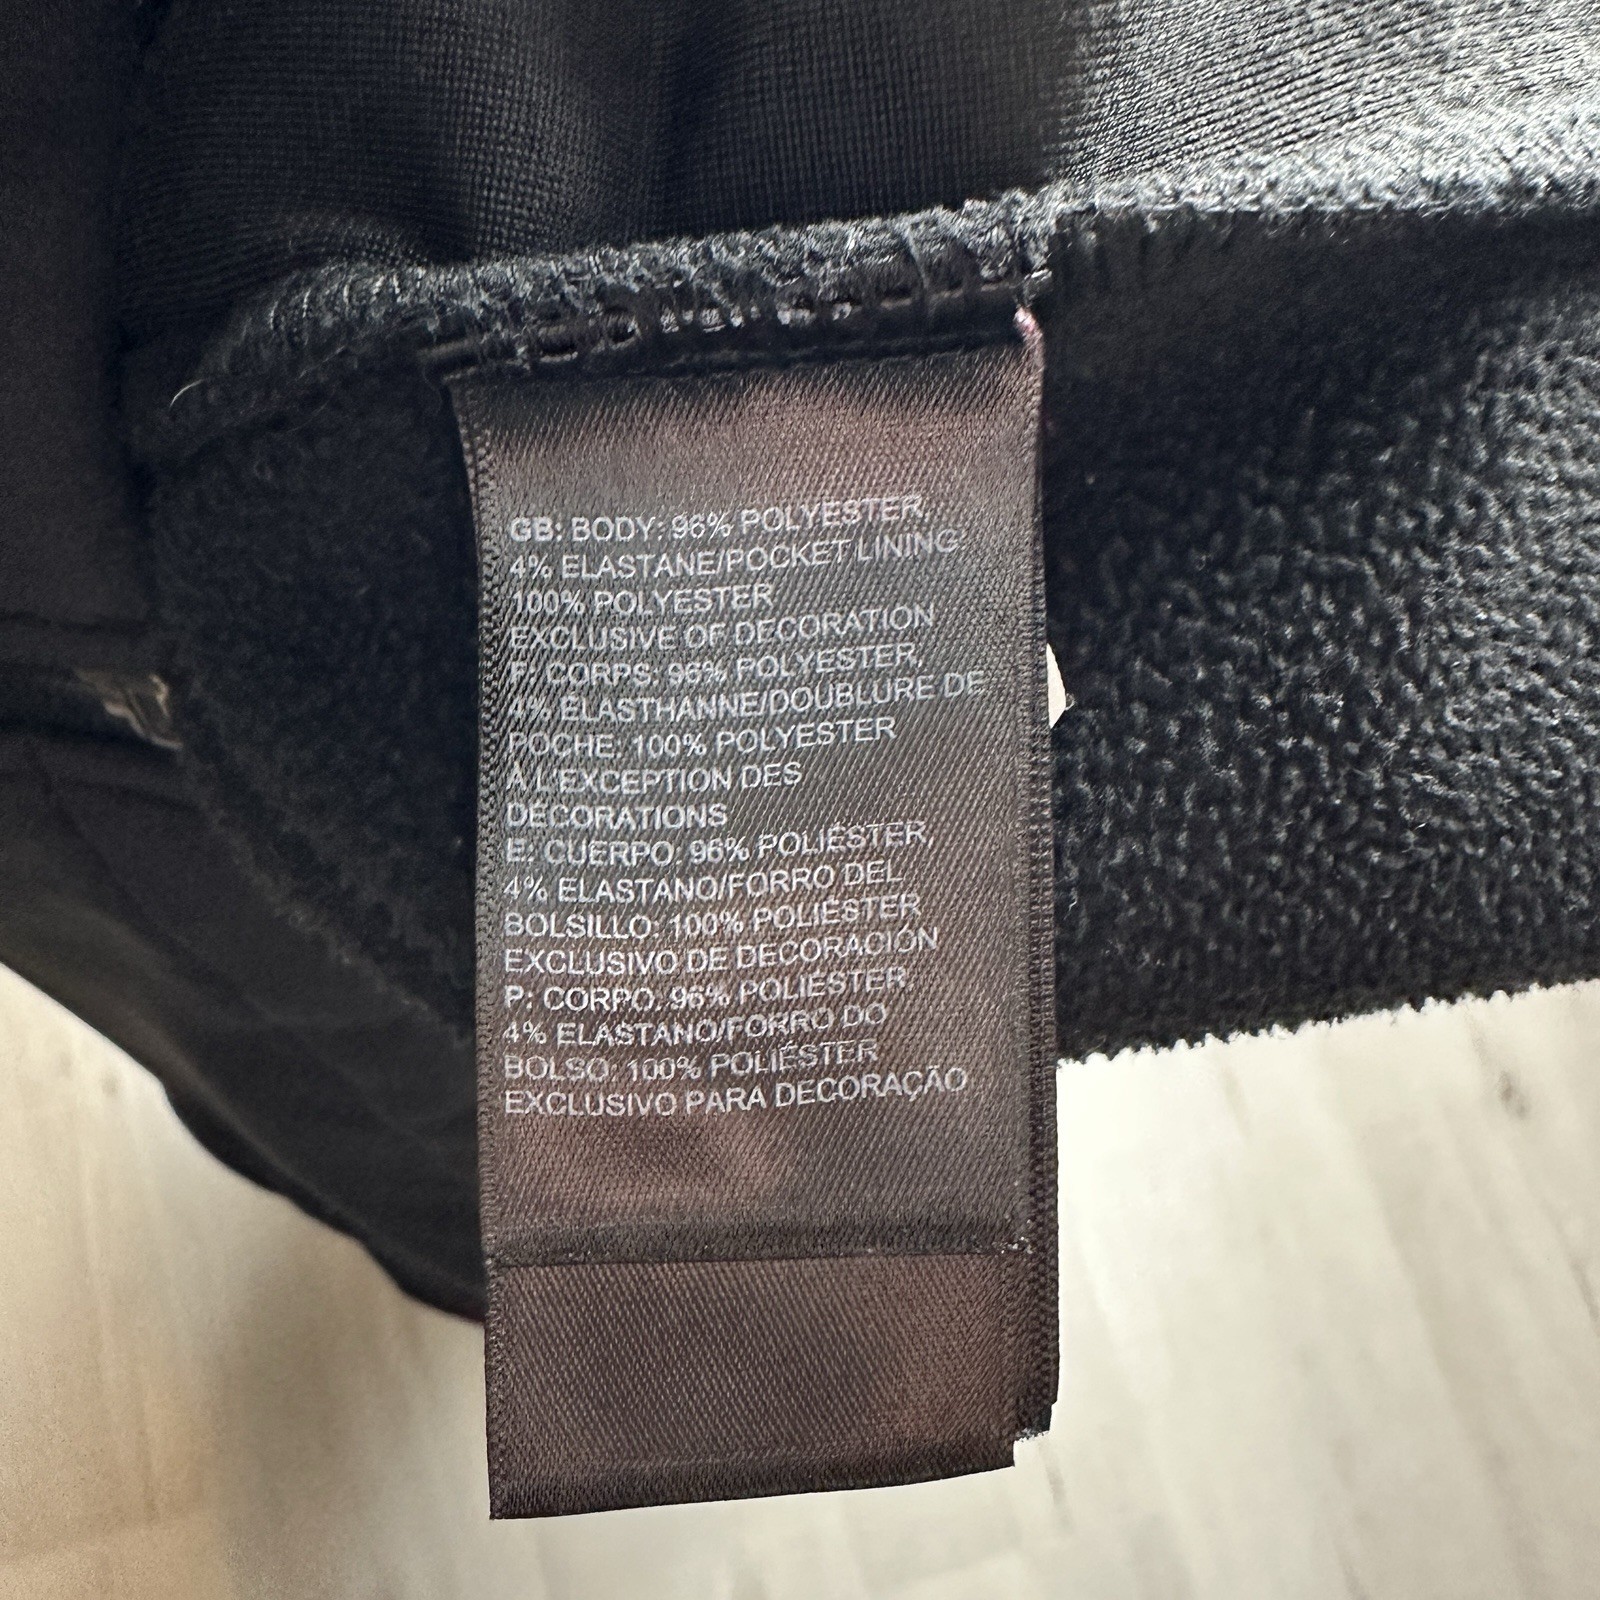 GB: BODY: 96% POLYESTER,
4% ELASTANE/POCKET LINING
100% POLYESTER
EXCLUSIVE OF DECORATION
F: CORPS: 96% POLYESTER,
4% ÉLASTHANNE/DOUBLURE DE
POCHE: 100% POLYESTER
À L'EXCEPTION DES
DÉCORATIONS
E: CUERPO: 96% POLIÉSTER,
4% ELASTANO/FORRO DEL
BOLSILLO: 100% POLIÉSTER
EXCLUSIVO DE DECORACIÓN
P: CORPO: 96% POLIÉSTER,
4% ELASTANO/FORRO DO
BOLSO: 100% POLIÉSTER
EXCLUSIVO PARA DECORAÇÃO